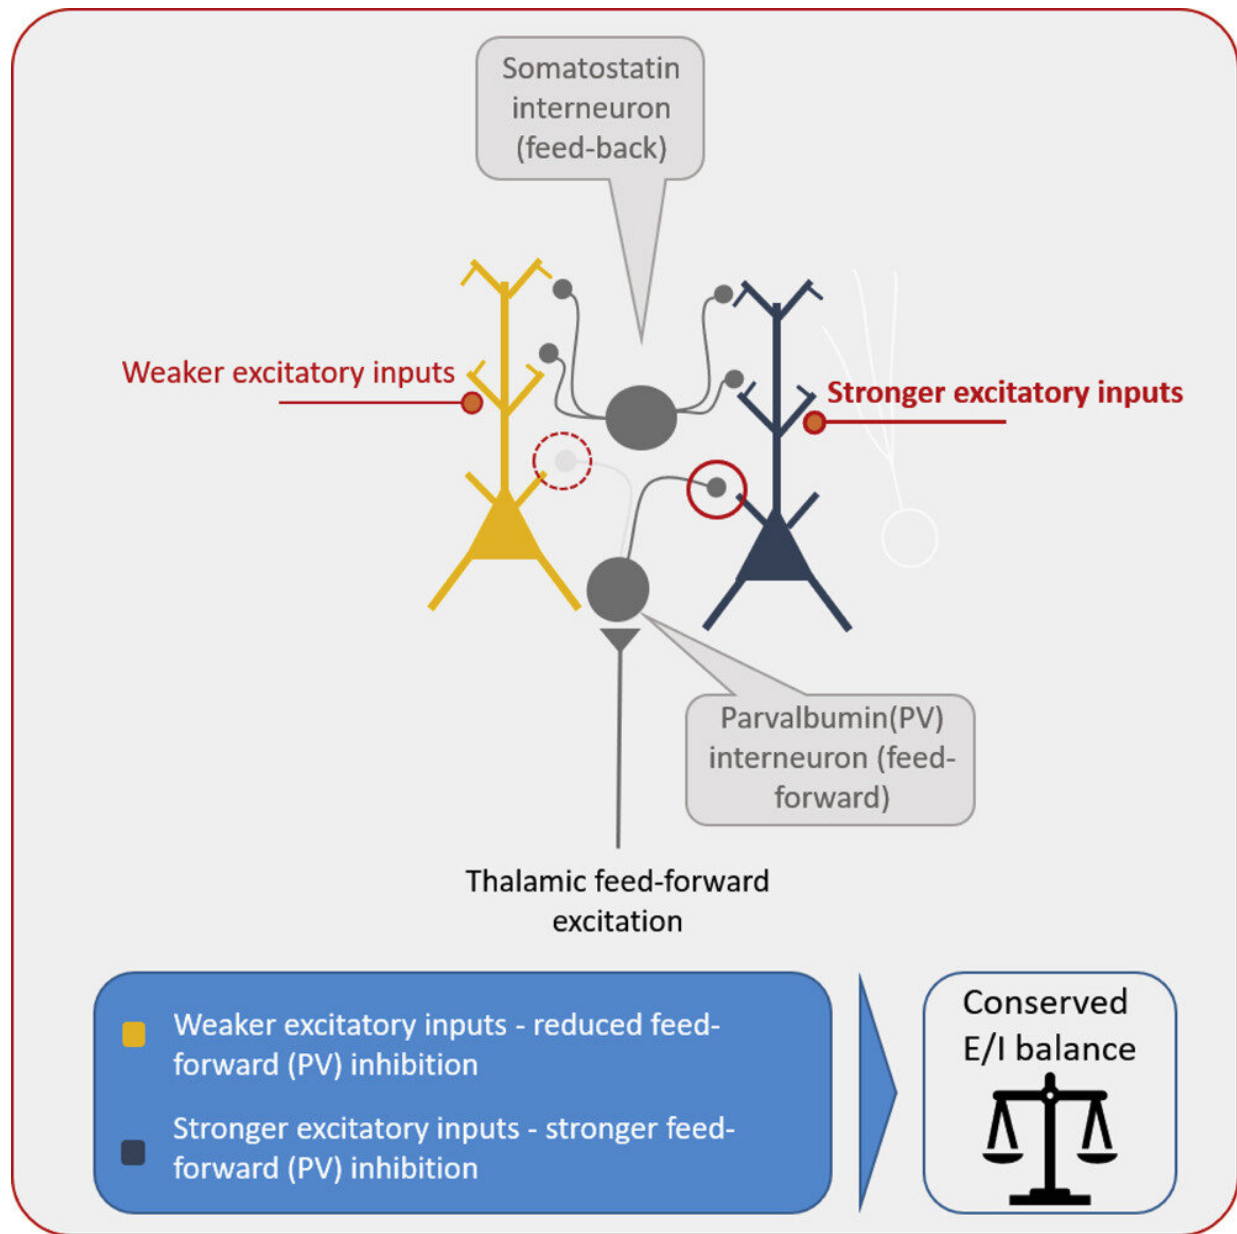 Somatostatin
interneuron
(feed-back)
Weaker excitatory inputs
Stronger excitatory inputs
Parvalbumin(PV)
interneuron (feed-
forward)
Thalamic feed-forward
excitation
Weaker excitatory inputs - reduced feed-
forward (PV) inhibition
Stronger excitatory inputs - stronger feed-
forward (PV) inhibition
Conserved
E/I balance